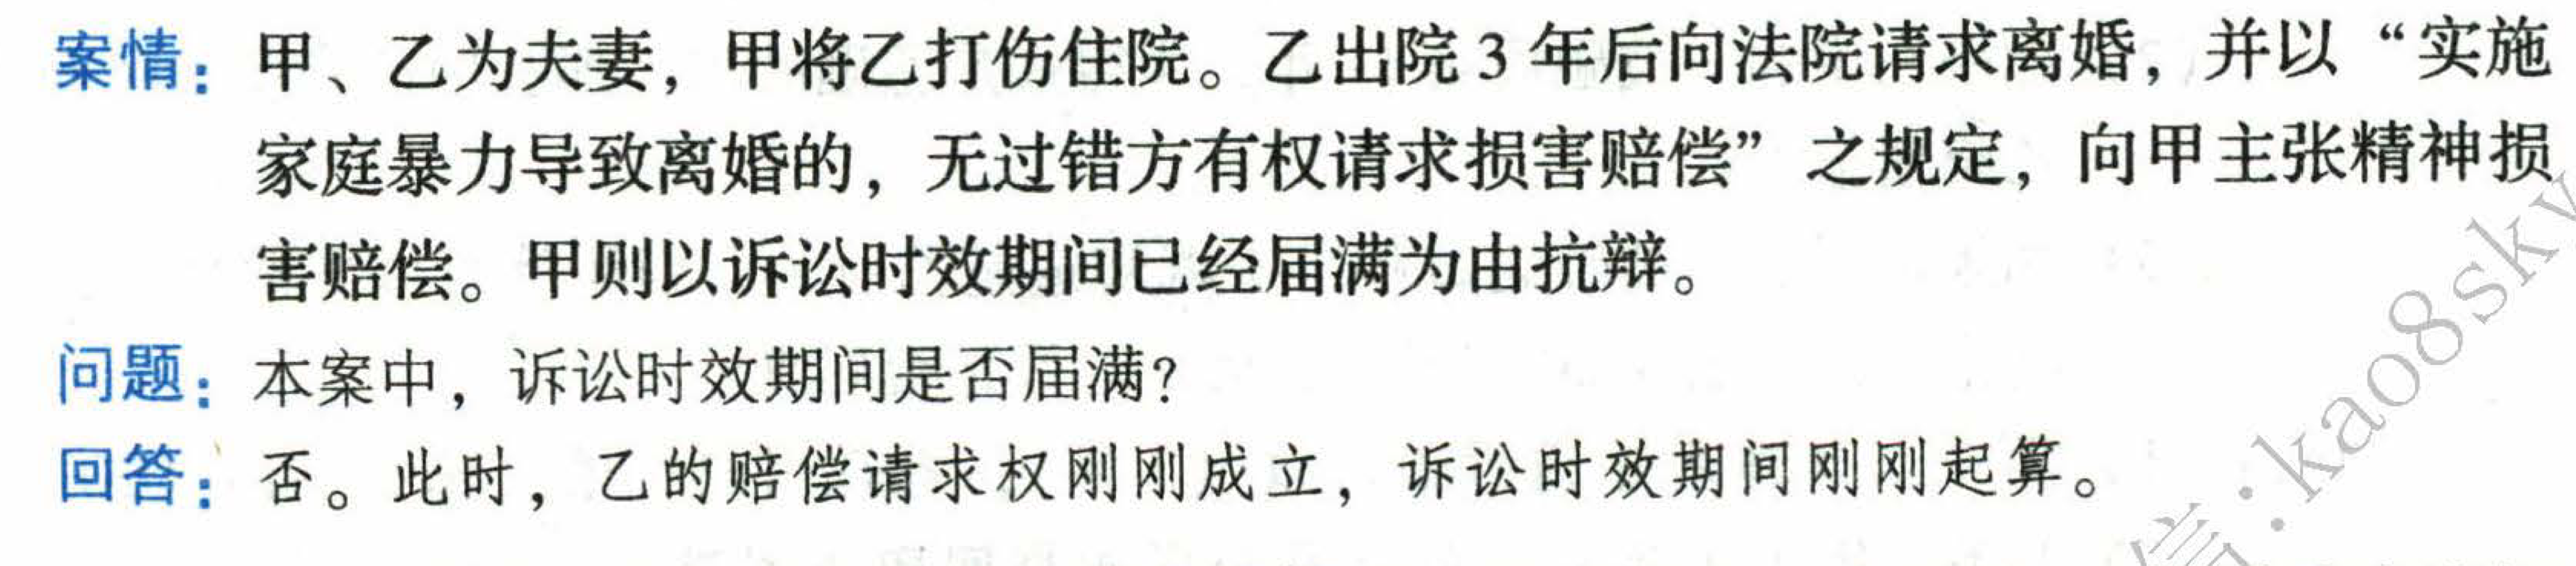 案情：甲、乙为夫妻，甲将乙打伤住院。乙出院 3 年后向法院请求离婚，并以“实施
家庭暴力导致离婚的，无过错方有权请求损害赔偿”之规定，向甲主张精神损
害赔偿。甲则以诉讼时效期间已经届满为由抗辩。
问题：本案中，诉讼时效期间是否届满？
回答：否。此时，乙的赔偿请求权刚刚成立，诉讼时效期间刚刚起算。
信：kao8sky